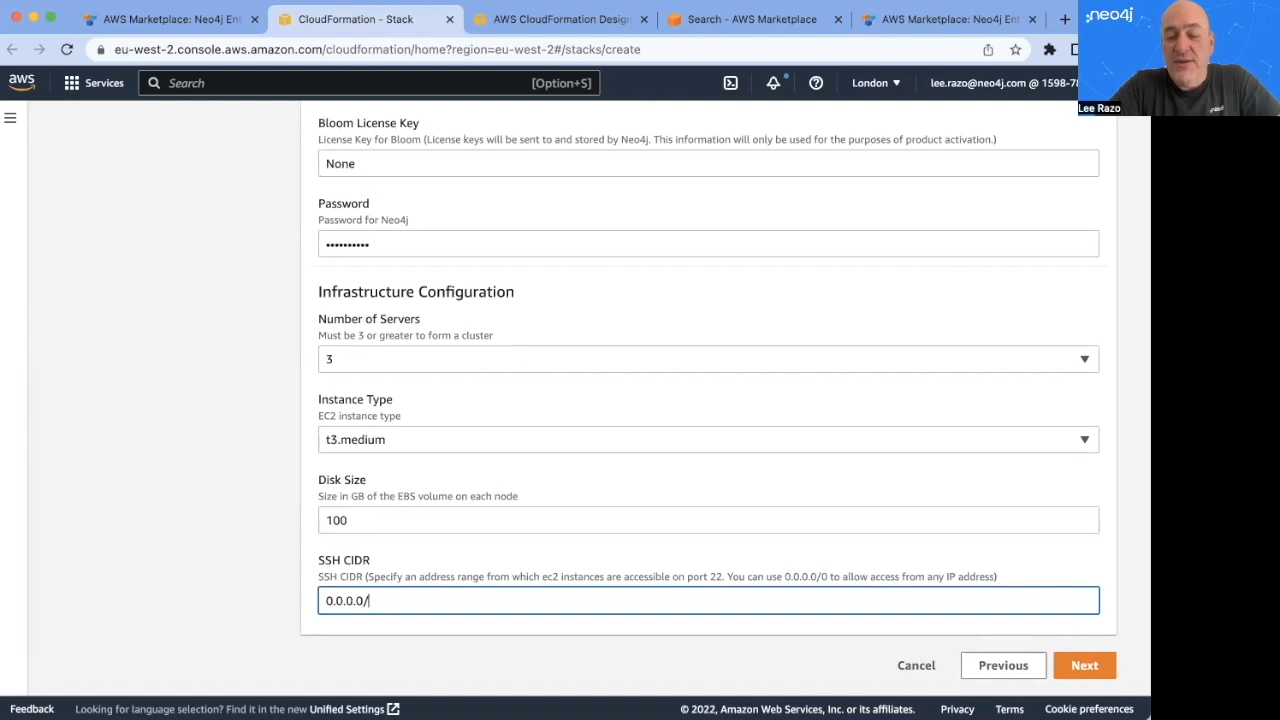 AWS Marketplace: Neo4j Ent
CloudFormation - Stack
AWS CloudFormation Design
Search - AWS Marketplace
AWS Marketplace: Neo4j Ent
eu-west-2.console.aws.amazon.com/cloudformation/home?region=eu-west-2#/stacks/create
aws
Services
Search
[Option+S]
London
lee.razo@neo4j.com @ 1598-78
neo4j
Lee Razo
Bloom License Key
License Key for Bloom (License keys will be sent to and stored by Neo4j. This information will only be used for the purposes of product activation.)
None
Password
Password for Neo4j
••••••••••
Infrastructure Configuration
Number of Servers
Must be 3 or greater to form a cluster
3
Instance Type
EC2 instance type
t3.medium
Disk Size
Size in GB of the EBS volume on each node
100
SSH CIDR
SSH CIDR (Specify an address range from which ec2 instances are accessible on port 22. You can use 0.0.0.0/0 to allow access from any IP address)
0.0.0.0/
Cancel
Previous
Next
Feedback
Looking for language selection? Find it in the new Unified Settings
© 2022, Amazon Web Services, Inc. or its affiliates.
Privacy
Terms
Cookie preferences